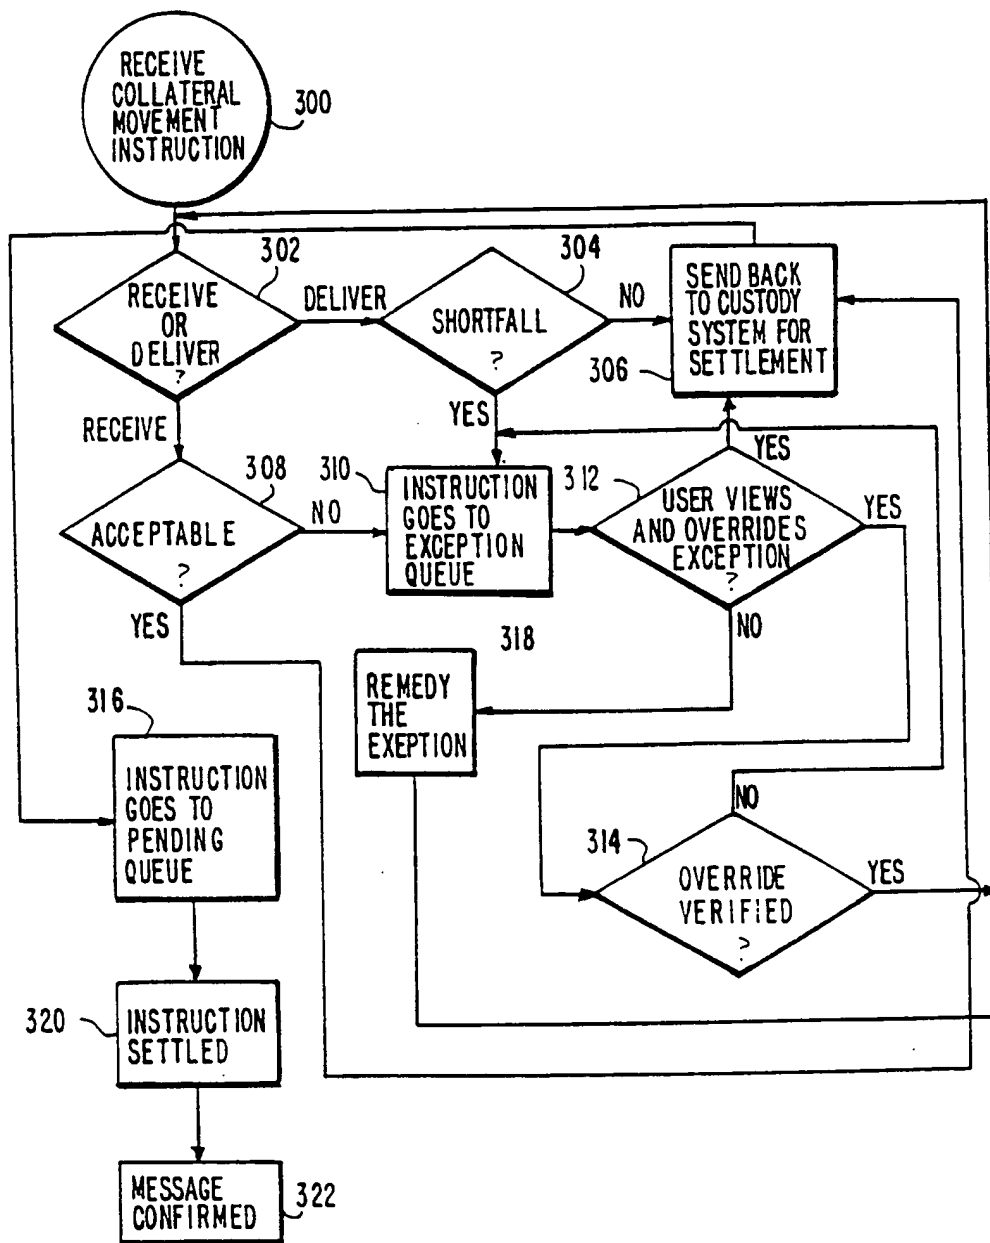 RECEIVE
COLLATERAL
MOVEMENT
INSTRUCTION
300
302
RECEIVE
OR
DELIVER
?
DELIVER
304
SHORTFALL
?
NO
SEND BACK
TO CUSTODY
SYSTEM FOR
SETTLEMENT
306
RECEIVE
YES
308
ACCEPTABLE
?
NO
310
INSTRUCTION
GOES TO
EXCEPTION
QUEUE
312
YES
USER VIEWS
AND OVERRIDES
EXCEPTION
?
YES
NO
YES
318
REMEDY
THE
EXEPTION
316
INSTRUCTION
GOES TO
PENDING
QUEUE
NO
314
OVERRIDE
VERIFIED
?
YES
320
INSTRUCTION
SETTLED
MESSAGE
CONFIRMED
322